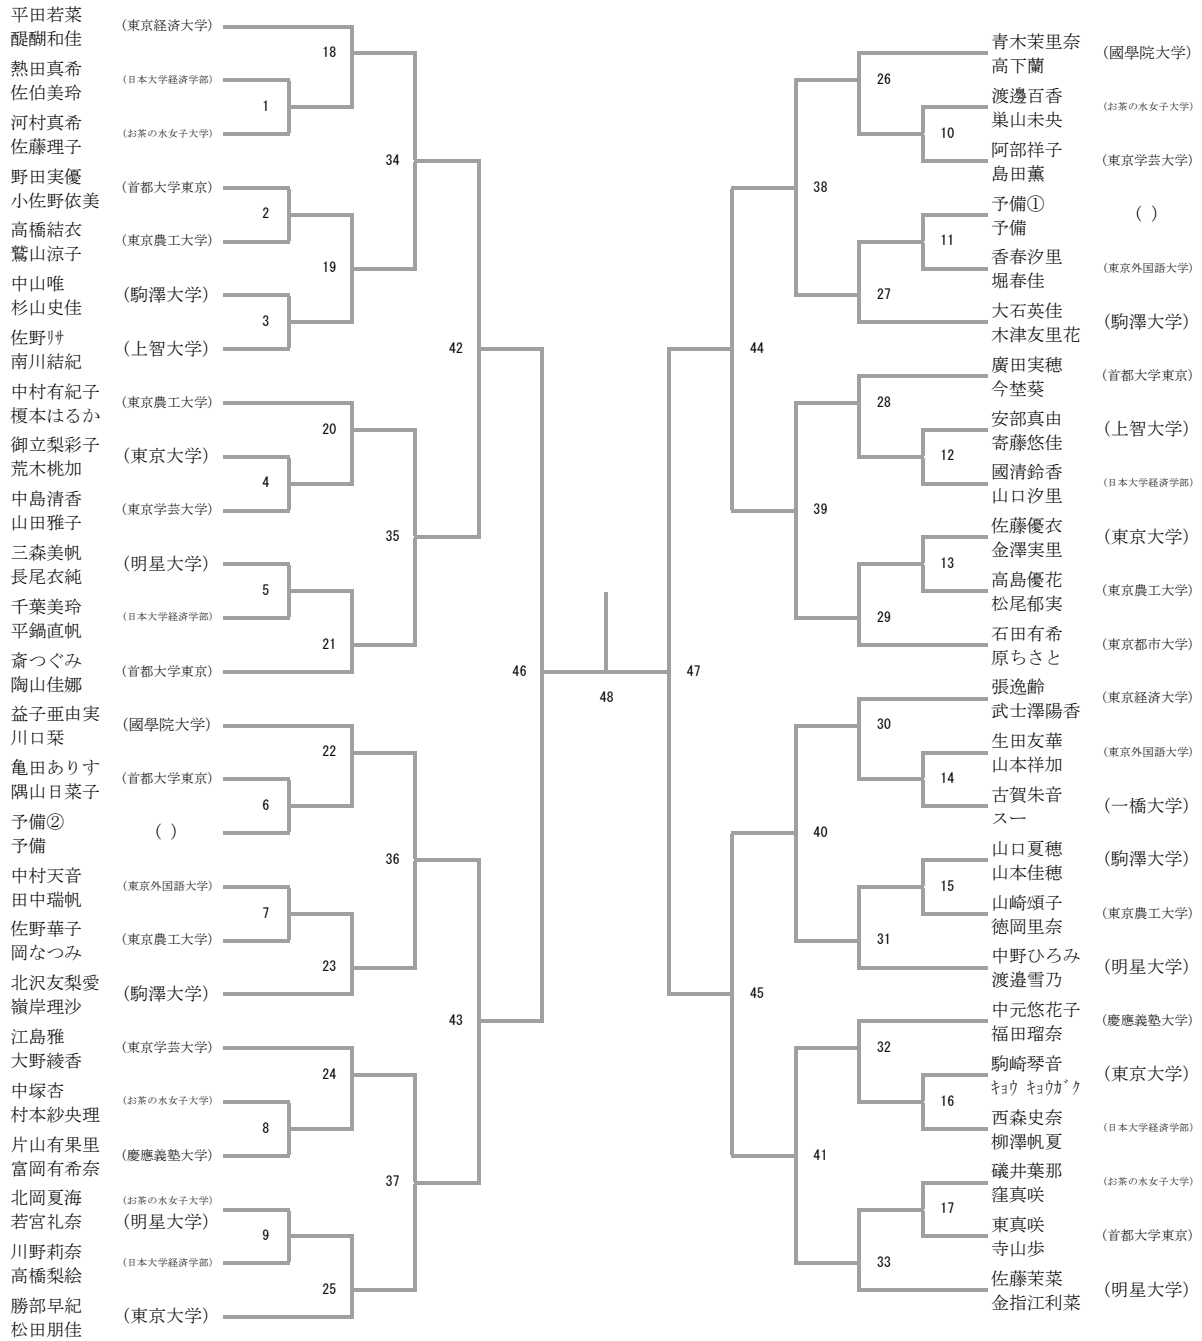 平田若菜
醍醐和佳
(東京経済大学)
熱田真希
佐伯美玲
(日本大学経済学部)
河村真希
佐藤理子
(お茶の水女子大学)
野田実優
小佐野依美
(首都大学東京)
高橋結衣
鷲山涼子
(東京農工大学)
中山唯
杉山史佳
(駒澤大学)
佐野リサ
南川結紀
(上智大学)
中村有紀子
榎本はるか
(東京農工大学)
御立梨彩子
荒木桃加
(東京大学)
中島清香
山田雅子
(東京学芸大学)
三森美帆
長尾衣純
(明星大学)
千葉美玲
平鍋直帆
(日本大学経済学部)
斎つぐみ
陶山佳娜
(首都大学東京)
益子亜由実
川口栞
(國學院大学)
亀田ありす
隅山日菜子
(首都大学東京)
予備②
予備
( )
中村天音
田中瑞帆
(東京外国語大学)
佐野華子
岡なつみ
(東京農工大学)
北沢友梨愛
嶺岸理沙
(駒澤大学)
江島雅
大野綾香
(東京学芸大学)
中塚杏
村本紗央理
(お茶の水女子大学)
片山有果里
富岡有希奈
(慶應義塾大学)
北岡夏海
(お茶の水女子大学)
若宮礼奈
(明星大学)
川野莉奈
高橋梨絵
(日本大学経済学部)
勝部早紀
松田朋佳
(東京大学)
1
2
3
4
5
6
7
8
9
18
19
20
21
22
23
24
25
34
35
36
37
42
43
46
48
47
44
45
38
39
40
41
26
27
28
29
30
31
32
33
10
11
12
13
14
15
16
17
青木茉里奈
高下蘭
(國學院大学)
渡邊百香
巣山未央
(お茶の水女子大学)
阿部祥子
島田薫
(東京学芸大学)
予備①
予備
( )
香春汐里
堀春佳
(東京外国語大学)
大石英佳
木津友里花
(駒澤大学)
廣田実穂
今埜葵
(首都大学東京)
安部真由
寄藤悠佳
(上智大学)
國清鈴香
山口汐里
(日本大学経済学部)
佐藤優衣
金澤実里
(東京大学)
高島優花
松尾郁実
(東京農工大学)
石田有希
原ちさと
(東京都市大学)
張逸齢
武士澤陽香
(東京経済大学)
生田友華
山本祥加
(東京外国語大学)
古賀朱音
スー
(一橋大学)
山口夏穂
山本佳穂
(駒澤大学)
山崎頌子
徳岡里奈
(東京農工大学)
中野ひろみ
渡邉雪乃
(明星大学)
中元悠花子
福田瑠奈
(慶應義塾大学)
駒崎琴音
キョウ キョウガク
(東京大学)
西森史奈
柳澤帆夏
(日本大学経済学部)
礒井葉那
窪真咲
(お茶の水女子大学)
東真咲
寺山歩
(首都大学東京)
佐藤茉菜
金指江利菜
(明星大学)